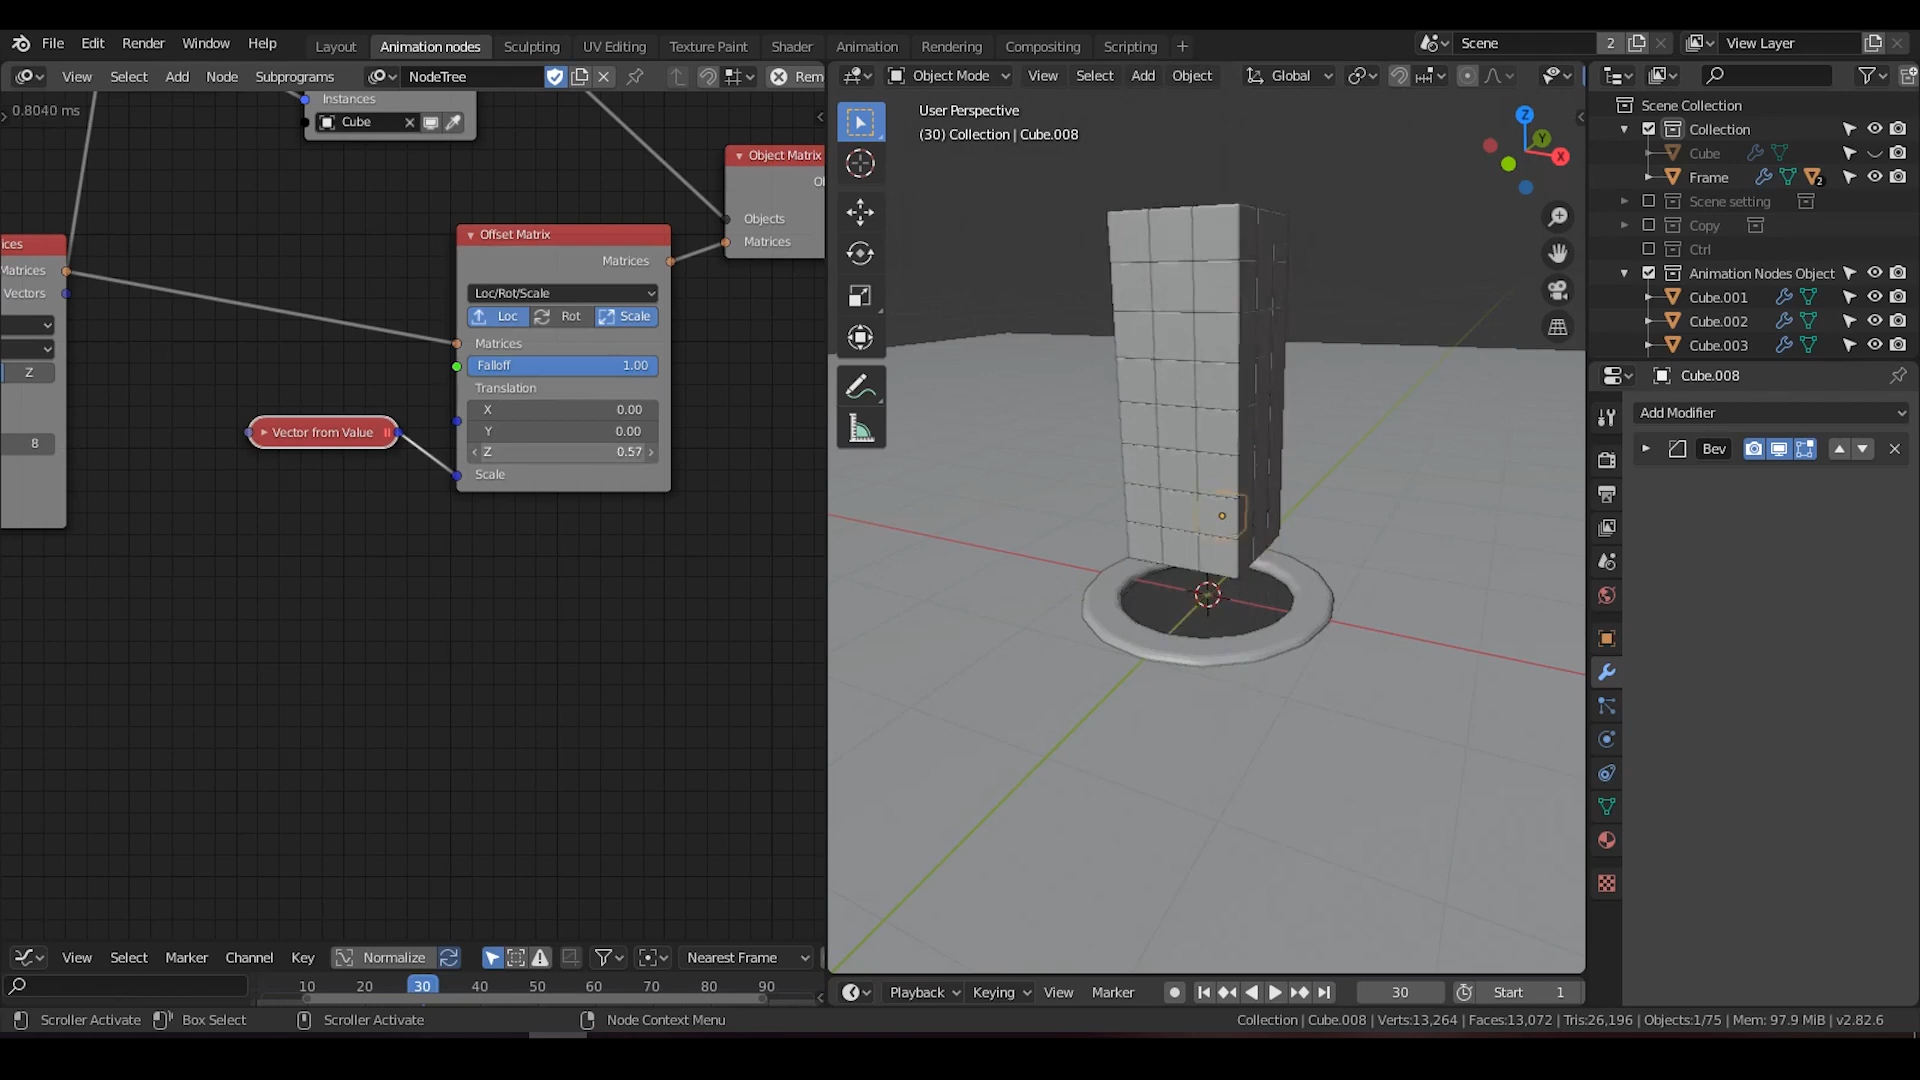 File Edit Render Window Help Layout Animation nodes Sculpting UV Editing Texture Paint Shader Animation Rendering Compositing Scripting Scene 2 View Layer
View Select Add Node Subprograms NodeTree Rem
Object Mode View Select Add Object Global
0.8040 ms
Instances
Cube
Object Matrix
Objects
Matrices
ices
Matrices
Vectors
Z
8
Offset Matrix
Matrices
Loc/Rot/Scale
Loc Rot Scale
Matrices
Falloff 1.00
Translation
X 0.00
Y 0.00
Z 0.57
Scale
Vector from Value
User Perspective
(30) Collection | Cube.008
Z
Y
X
Scene Collection
Collection
Cube
Frame 2
Scene setting
Copy
Ctrl
Animation Nodes Object
Cube.001
Cube.002
Cube.003
Cube.008
Add Modifier
Bev
View Select Marker Channel Key Normalize Nearest Frame
10 20 30 40 50 60 70 80 90
Playback Keying View Marker 30 Start 1
Scroller Activate Box Select Scroller Activate Node Context Menu
Collection | Cube.008 | Verts:13,264 | Faces:13,072 | Tris:26,196 | Objects:1/75 | Mem: 97.9 MiB | v2.82.6